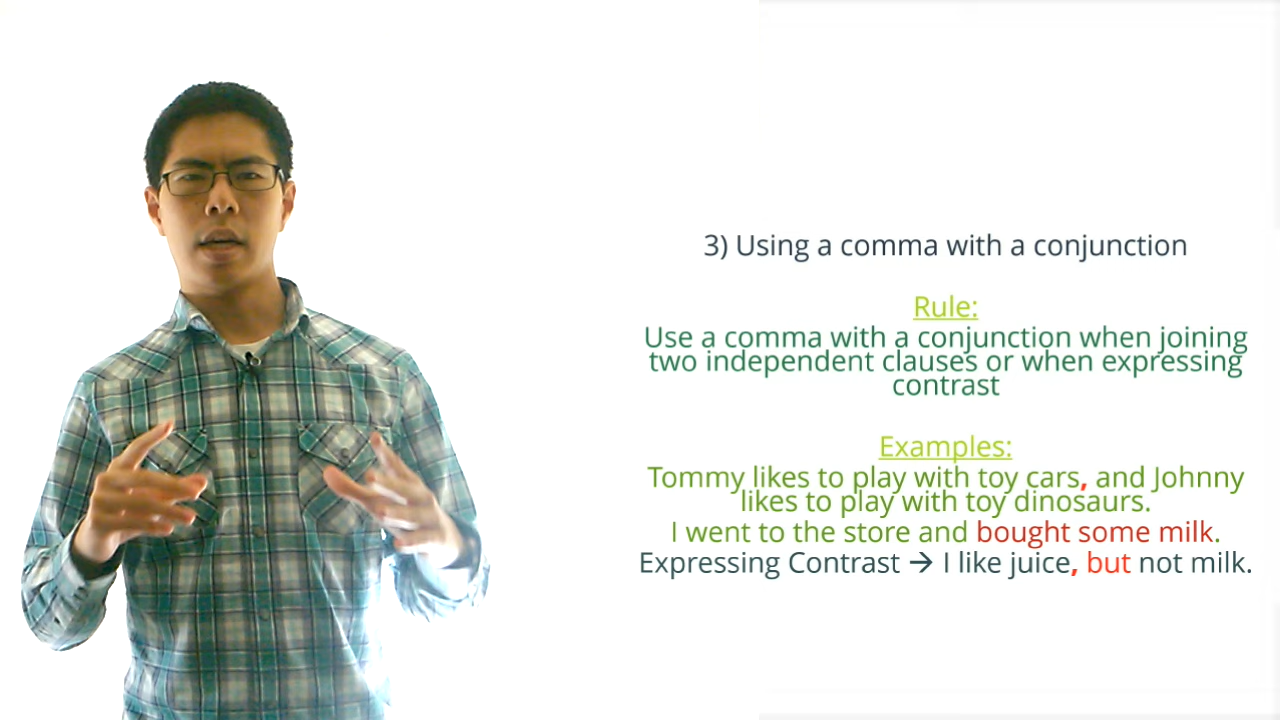 3) Using a comma with a conjunction
Rule:
Use a comma with a conjunction when joining
two independent clauses or when expressing
contrast
Examples:
Tommy likes to play with toy cars, and Johnny
likes to play with toy dinosaurs.
I went to the store and bought some milk.
Expressing Contrast → I like juice, but not milk.